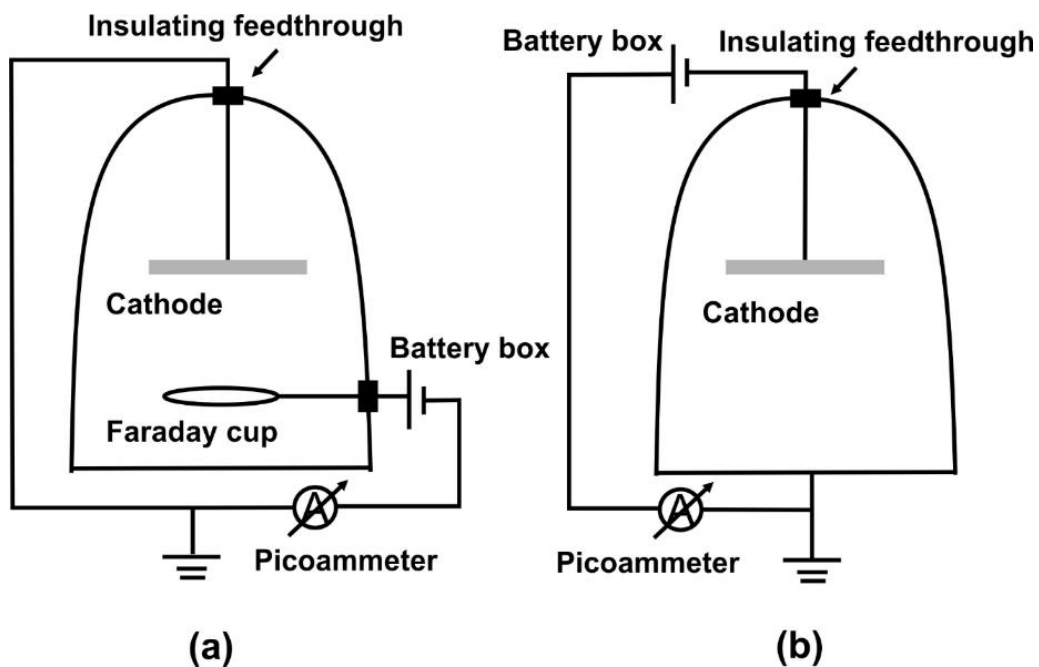 Insulating feedthrough
Cathode
Battery box
Faraday cup
A
Picoammeter
(a)
Battery box
Insulating feedthrough
Cathode
A
Picoammeter
(b)